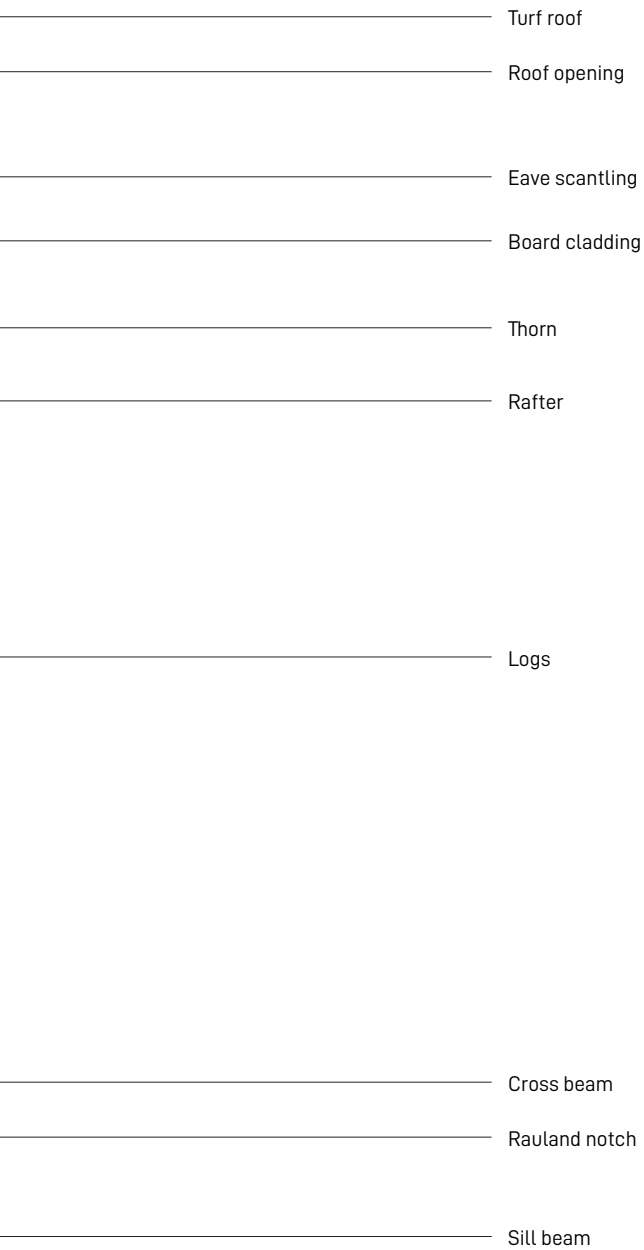 Turf roof
Roof opening
Eave scantling
Board cladding
Thorn
Rafter
Logs
Cross beam
Rauland notch
Sill beam